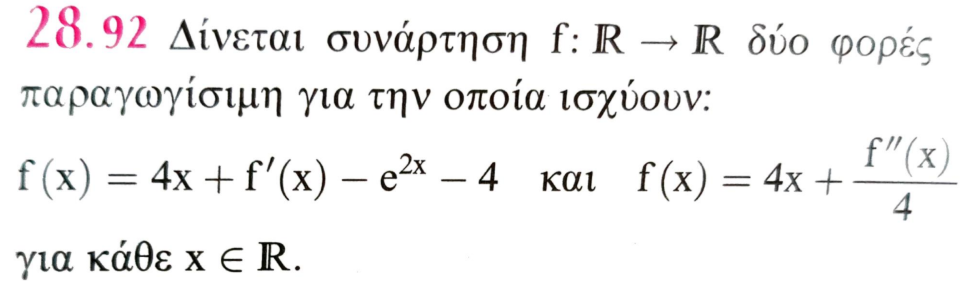 28.92 Δίνεται συνάρτηση f: ℝ → ℝ δύο φορές
παραγωγίσιμη για την οποία ισχύουν:
f(x) = 4x + f′(x) − e^{2x} − 4 και f(x) = 4x + f″(x)/4
για κάθε x ∈ ℝ.